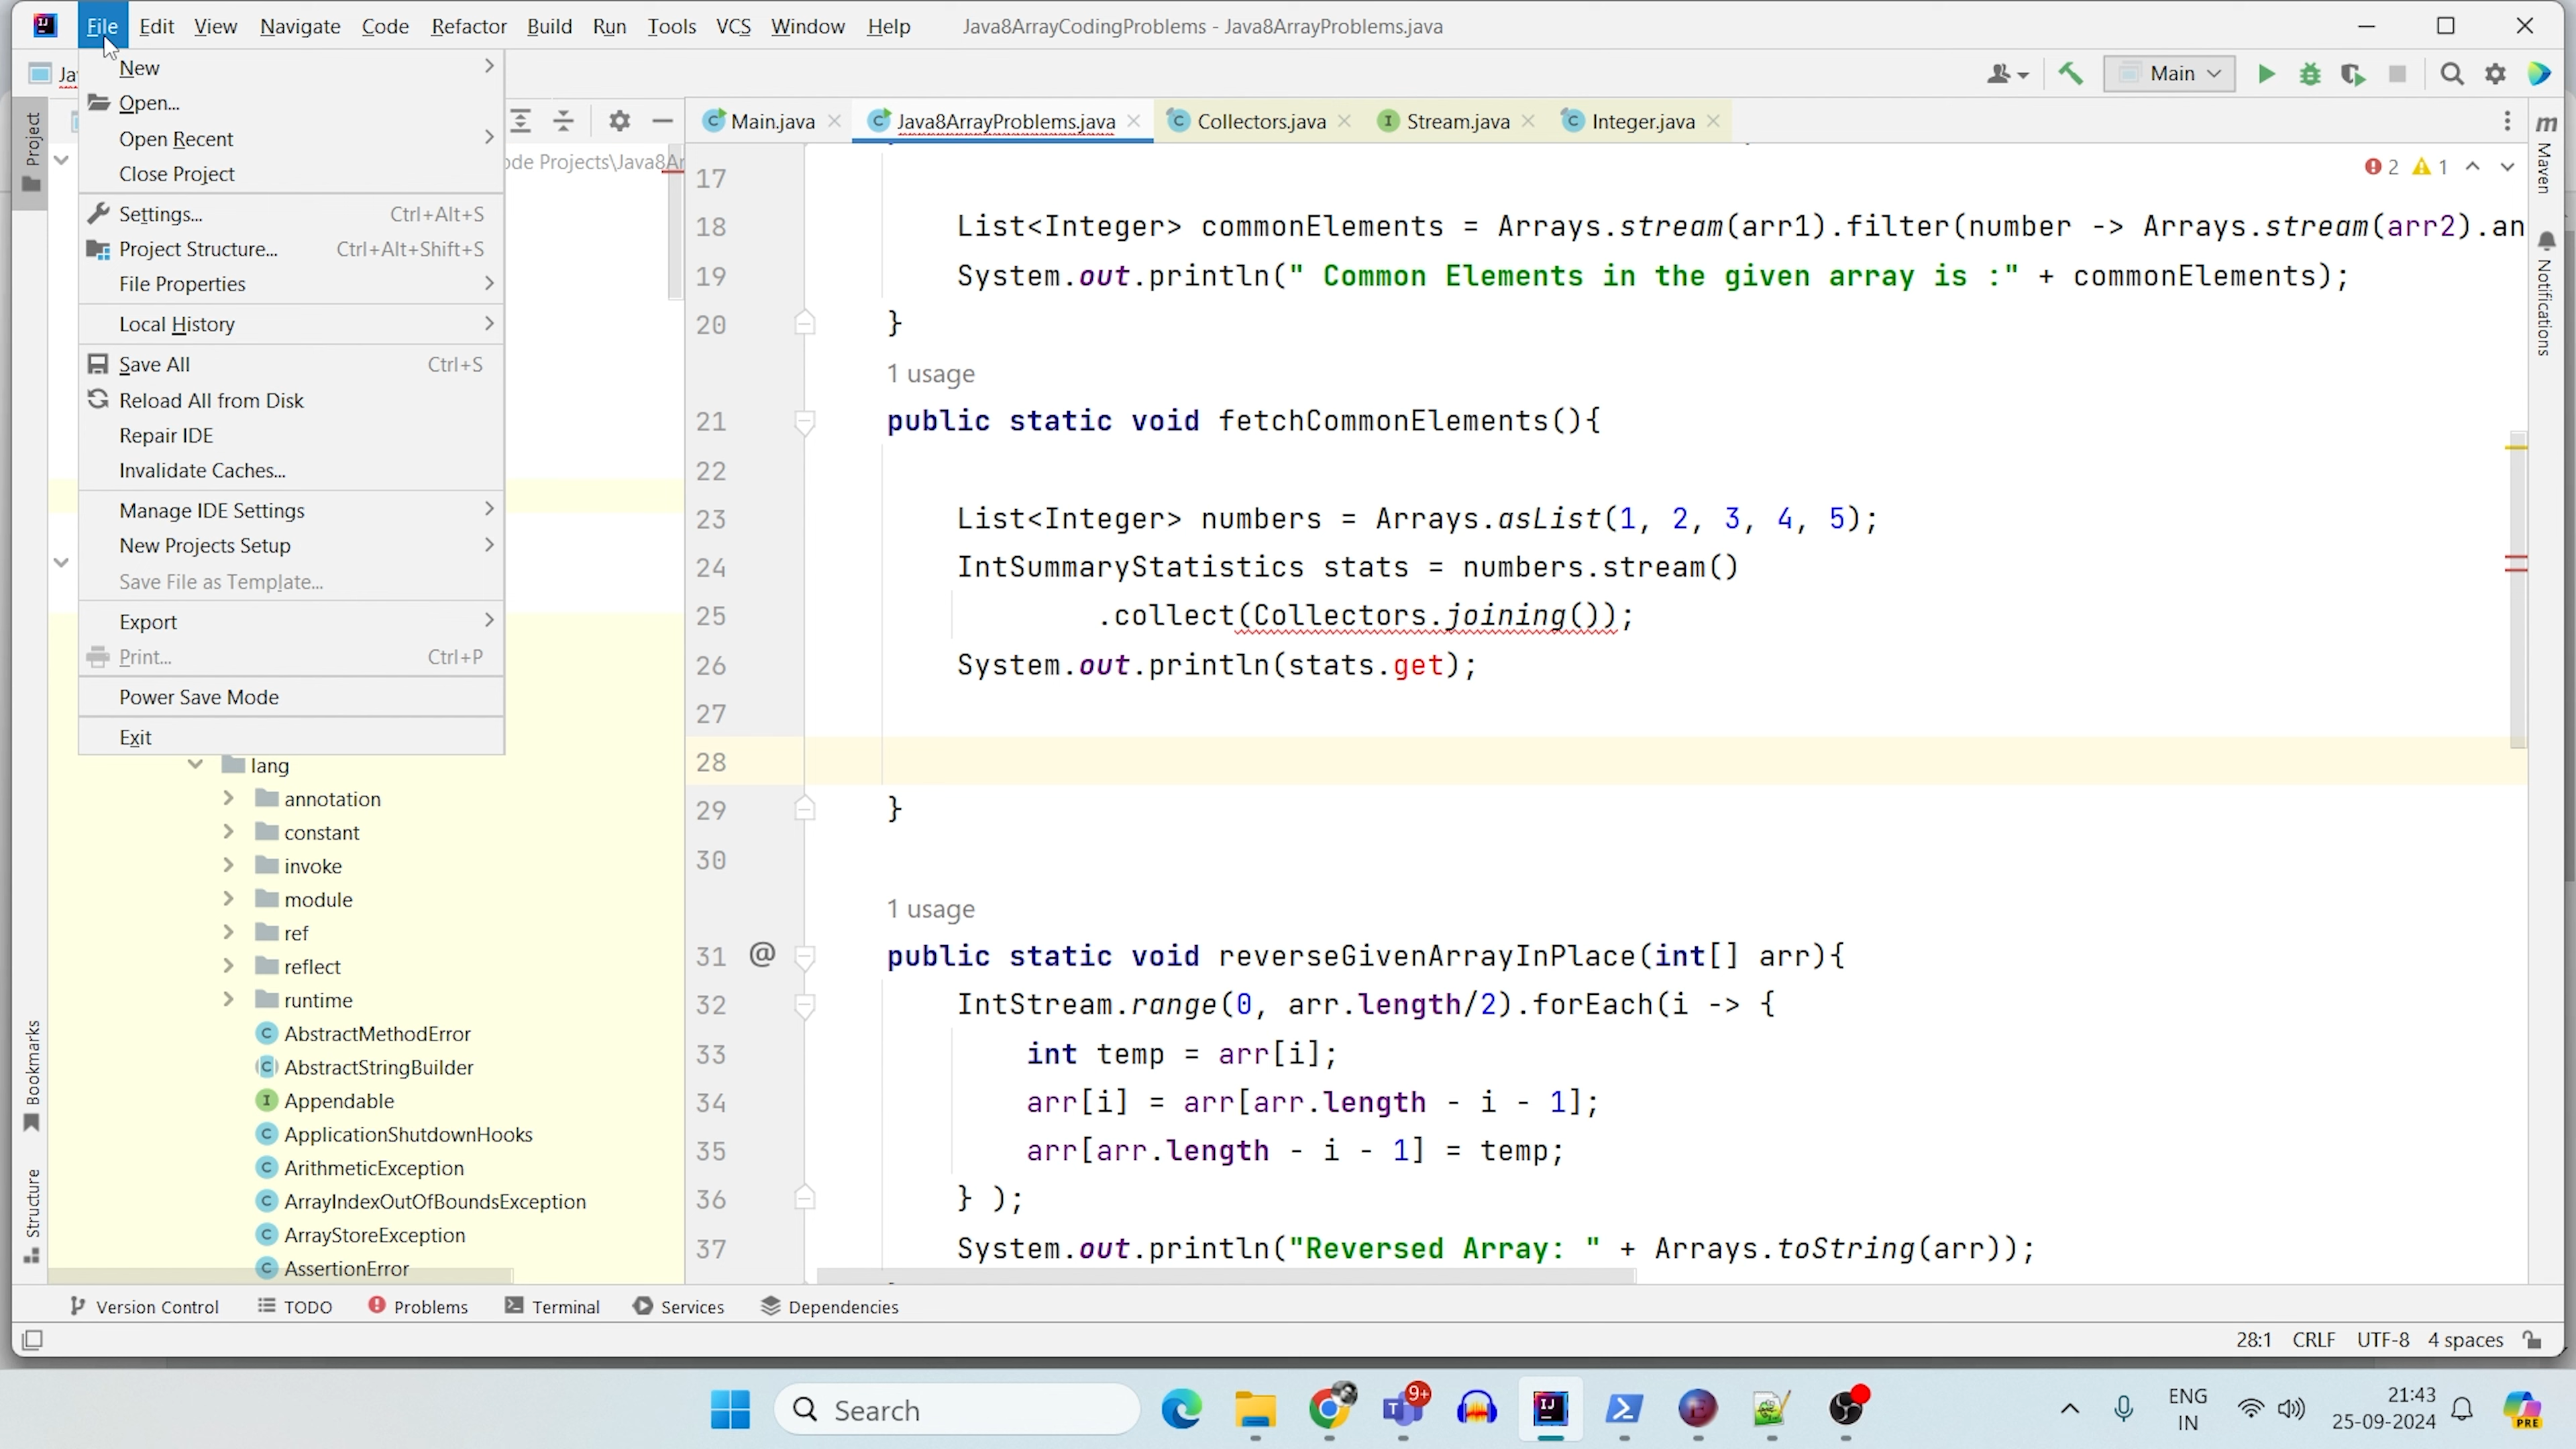 File Edit View Navigate Code Refactor Build Run Tools VCS Window Help Java8ArrayCodingProblems - Java8ArrayProblems.java
Main
New
Open...
Open Recent
Close Project
Settings... Ctrl+Alt+S
Project Structure... Ctrl+Alt+Shift+S
File Properties
Local History
Save All Ctrl+S
Reload All from Disk
Repair IDE
Invalidate Caches...
Manage IDE Settings
New Projects Setup
Save File as Template...
Export
Print... Ctrl+P
Power Save Mode
Exit
Project
Bookmarks
Structure
lang
annotation
constant
invoke
module
ref
reflect
runtime
AbstractMethodError
AbstractStringBuilder
Appendable
ApplicationShutdownHooks
ArithmeticException
ArrayIndexOutOfBoundsException
ArrayStoreException
AssertionError
Main.java Java8ArrayProblems.java Collectors.java Stream.java Integer.java
2 1
17
18 List<Integer> commonElements = Arrays.stream(arr1).filter(number -> Arrays.stream(arr2).an
19 System.out.println(" Common Elements in the given array is :" + commonElements);
20 }
1 usage
21 public static void fetchCommonElements(){
22
23 List<Integer> numbers = Arrays.asList(1, 2, 3, 4, 5);
24 IntSummaryStatistics stats = numbers.stream()
25 .collect(Collectors.joining());
26 System.out.println(stats.get);
27
28
29 }
30
1 usage
31 @ public static void reverseGivenArrayInPlace(int[] arr){
32 IntStream.range(0, arr.length/2).forEach(i -> {
33 int temp = arr[i];
34 arr[i] = arr[arr.length - i - 1];
35 arr[arr.length - i - 1] = temp;
36 } );
37 System.out.println("Reversed Array: " + Arrays.toString(arr));
m
Maven
Notifications
Version Control TODO Problems Terminal Services Dependencies
28:1 CRLF UTF-8 4 spaces
Search
9+
ENG
IN
21:43
25-09-2024
PRE